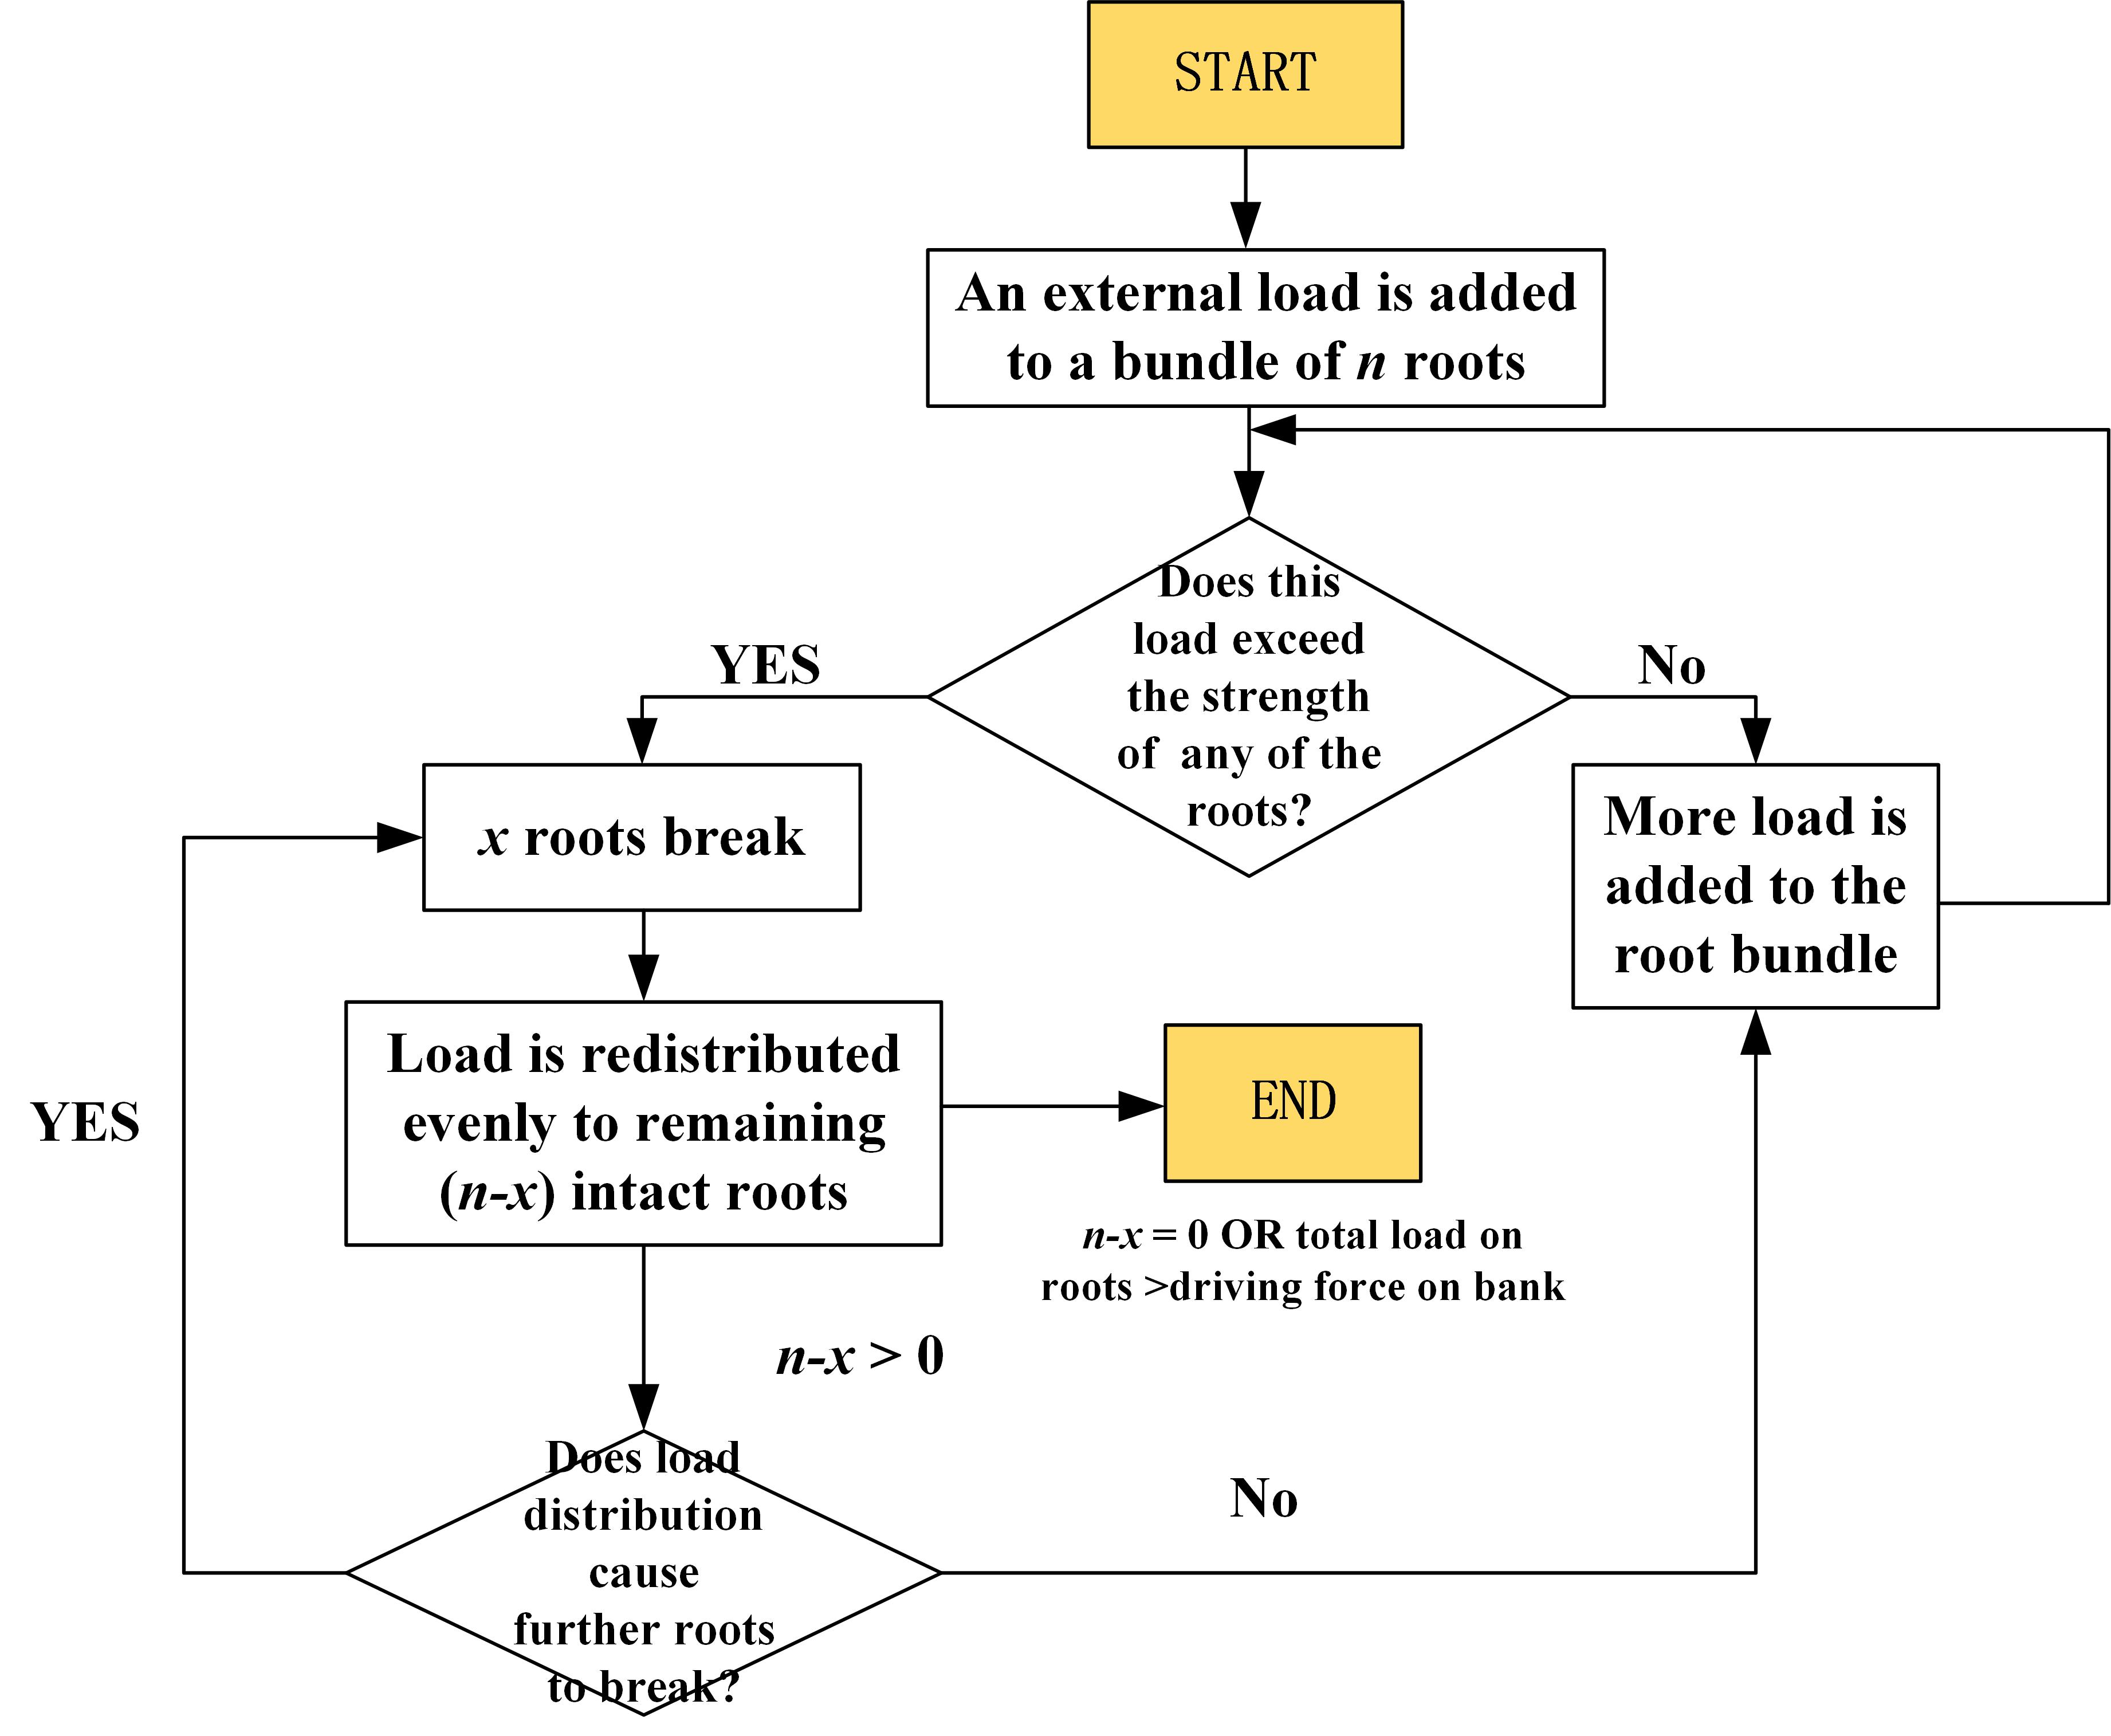 START
An external load is added
to a bundle of n roots
Does this
load exceed
the strength
of any of the
roots?
YES
No
x roots break
More load is
added to the
root bundle
Load is redistributed
evenly to remaining
(n-x) intact roots
END
YES
n-x = 0 OR total load on
roots >driving force on bank
n-x > 0
Does load
distribution
cause
further roots
to break?
No